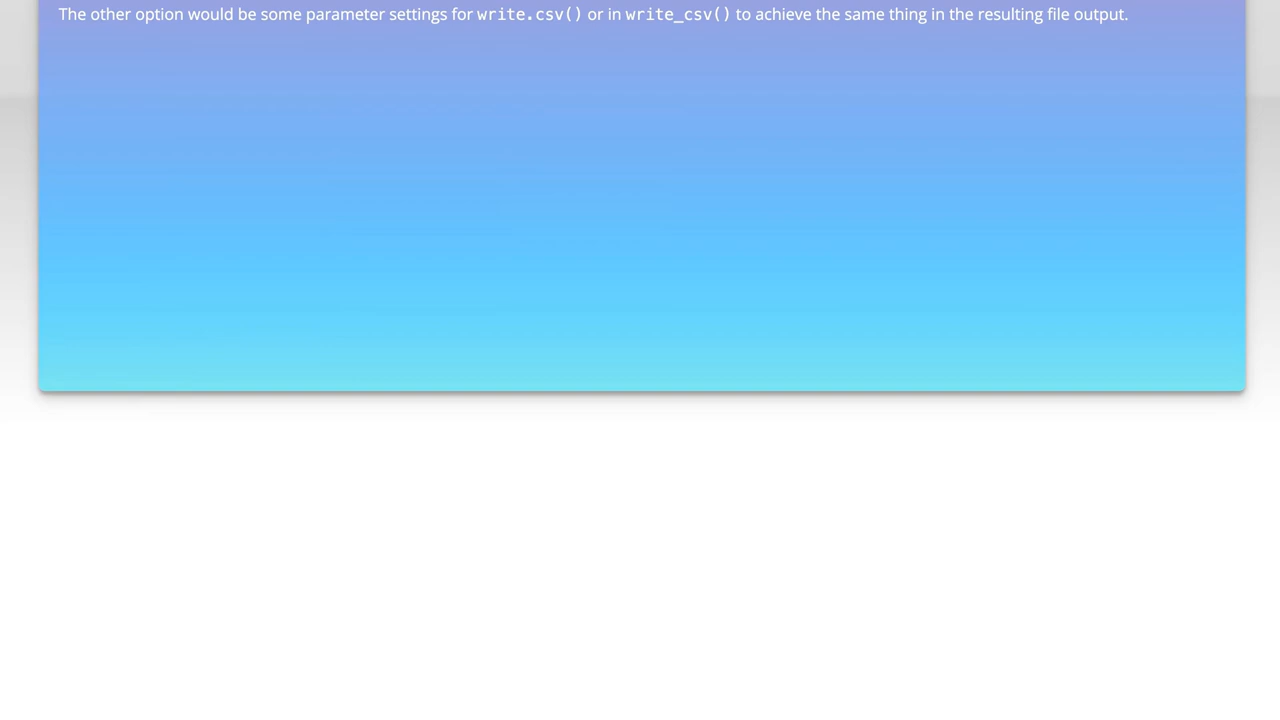 The other option would be some parameter settings for write.csv() or in write_csv() to achieve the same thing in the resulting file output.